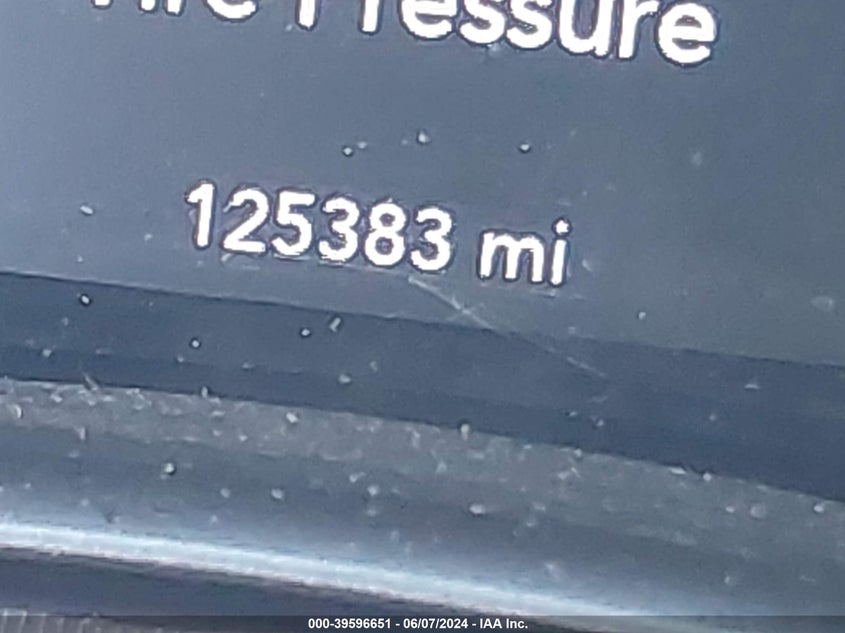 Tire Pressure
125383 mi
000-39596651 - 06/07/2024 - IAA Inc.